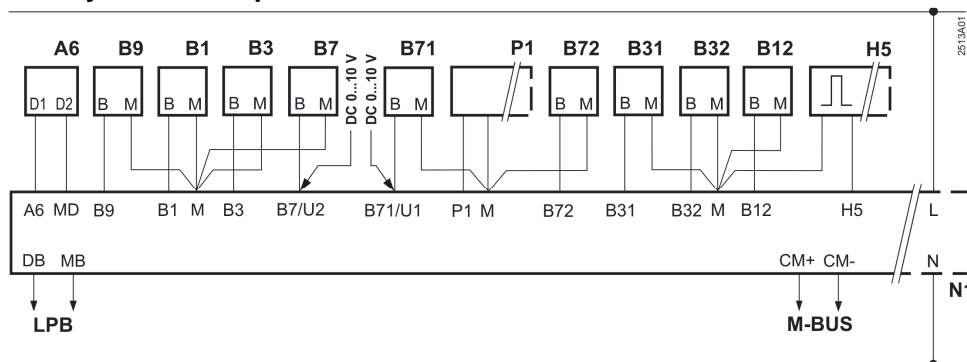 A6 B9 B1 B3 B7 B71 P1 B72 B31 B32 B12 H5
DC 0...10 V
DC 0...10 V
2513A01
D1 D2 B M B M B M B M B M B M B M B M B M
A6 MD B9 B1 M B3 B7/U2 B71/U1 P1 M B72 B31 B32 M B12 H5 L
DB MB CM+ CM- N
N1
LPB M-BUS